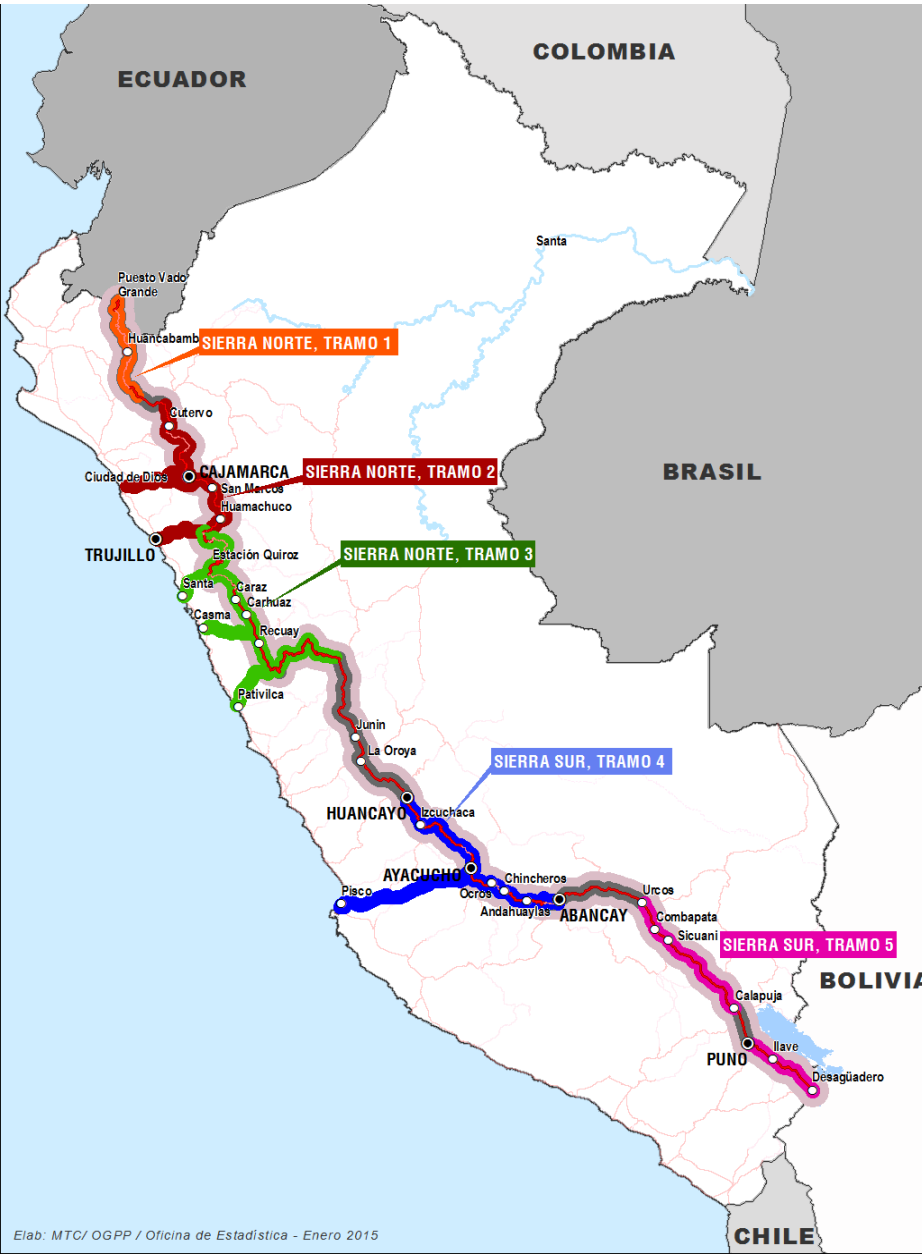 COLOMBIA
ECUADOR
Santa
Puesto Vado
Grande
Huancabamb
SIERRA NORTE, TRAMO 1
Cutervo
CAJAMARCA
SIERRA NORTE, TRAMO 2
BRASIL
Ciudad de Dios
San Marcos
Huamachuco
TRUJILLO
Estación Quiroz
SIERRA NORTE, TRAMO 3
Santa
Caraz
Carhuaz
Casma
Recuay
Pativilca
Junin
La Oroya
SIERRA SUR, TRAMO 4
HUANCAYO
Izcuchaca
AYACUCHO
Chincheros
Pisco
Ocros
Urcos
Andahuaylas
ABANCAY
Combapata
Sicuani
SIERRA SUR, TRAMO 5
BOLIVIA
Calapuja
PUNO
Ilave
Desagüadero
Elab: MTC/ OGPP / Oficina de Estadística - Enero 2015
CHILE